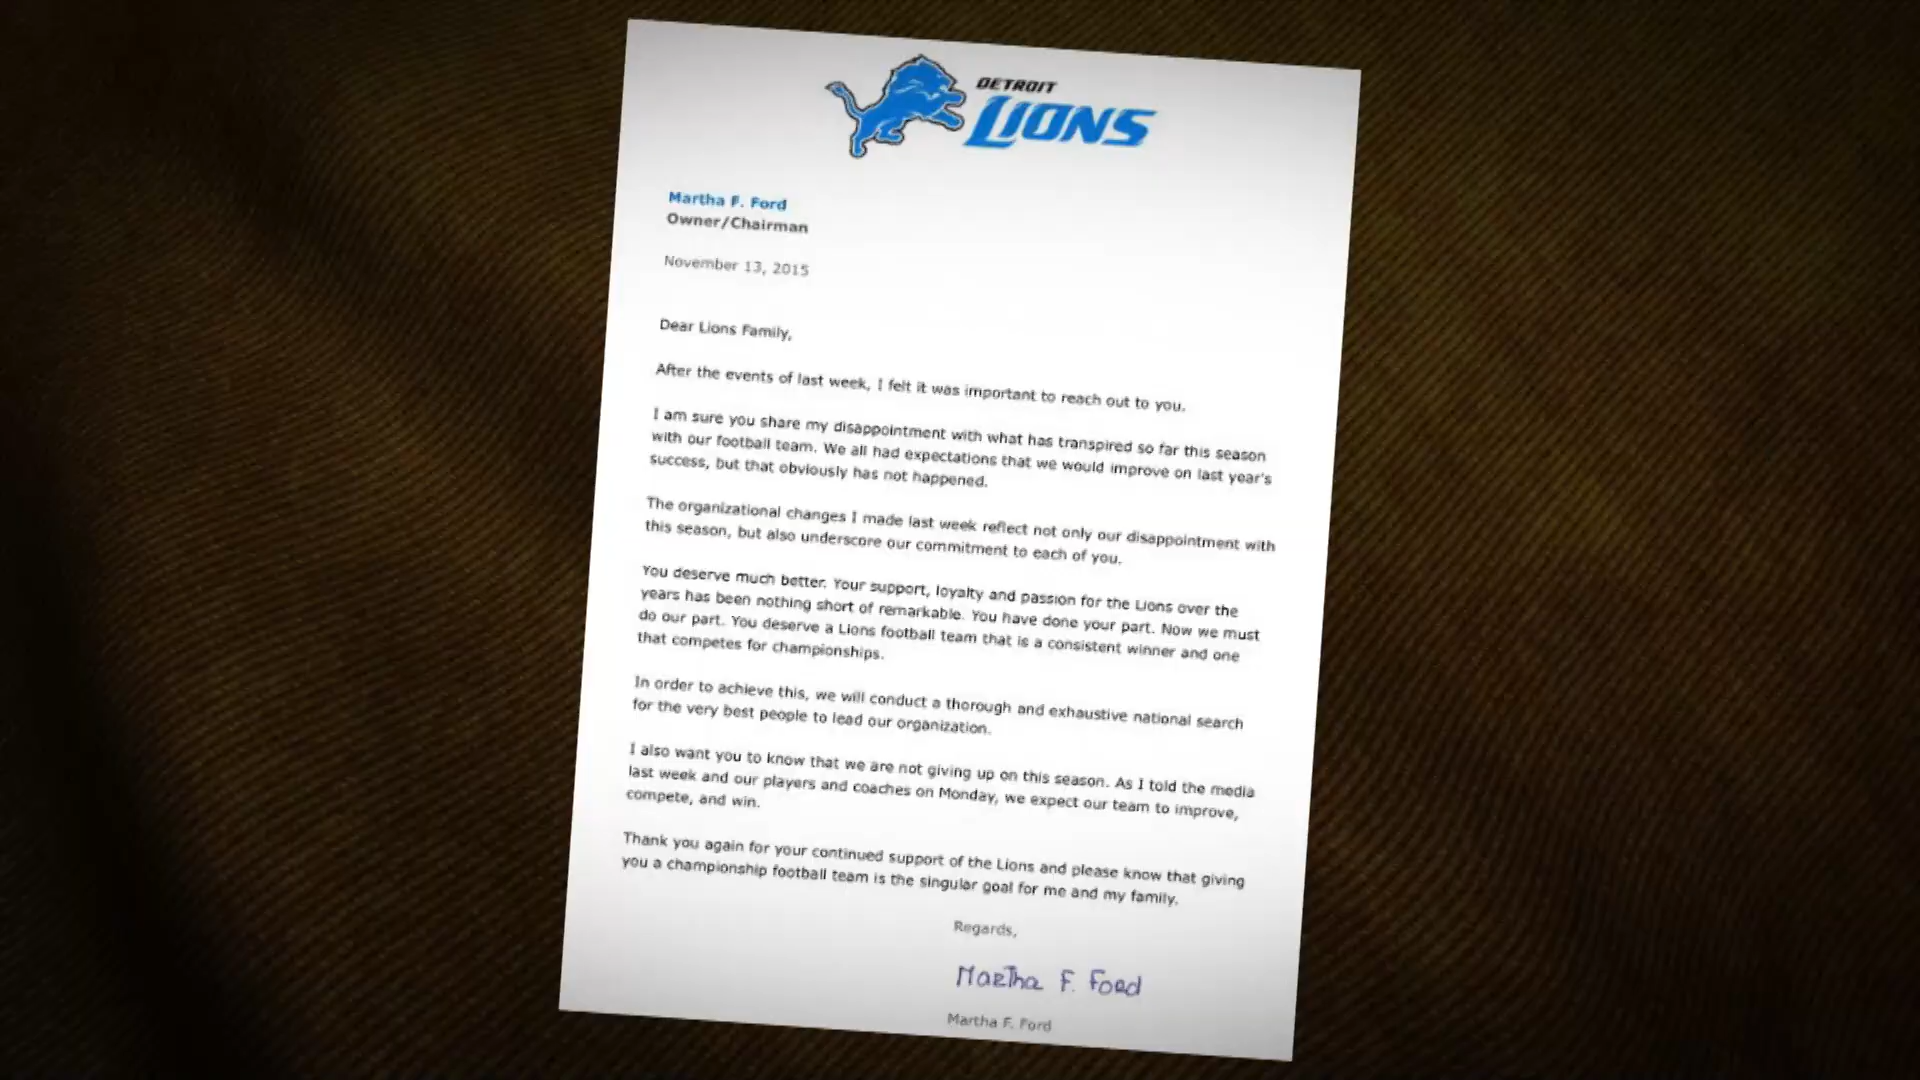 DETROIT
LIONS
Martha F. Ford
Owner/Chairman
November 13, 2015
Dear Lions Family,
After the events of last week, I felt it was important to reach out to you.
I am sure you share my disappointment with what has transpired so far this season
with our football team. We all had expectations that we would improve on last year's
success, but that obviously has not happened.
The organizational changes I made last week reflect not only our disappointment with
this season, but also underscore our commitment to each of you.
You deserve much better. Your support, loyalty and passion for the Lions over the
years has been nothing short of remarkable. You have done your part. Now we must
do our part. You deserve a Lions football team that is a consistent winner and one
that competes for championships.
In order to achieve this, we will conduct a thorough and exhaustive national search
for the very best people to lead our organization.
I also want you to know that we are not giving up on this season. As I told the media
last week and our players and coaches on Monday, we expect our team to improve,
compete, and win.
Thank you again for your continued support of the Lions and please know that giving
you a championship football team is the singular goal for me and my family.
Regards,
Martha F. Ford
Martha F. Ford